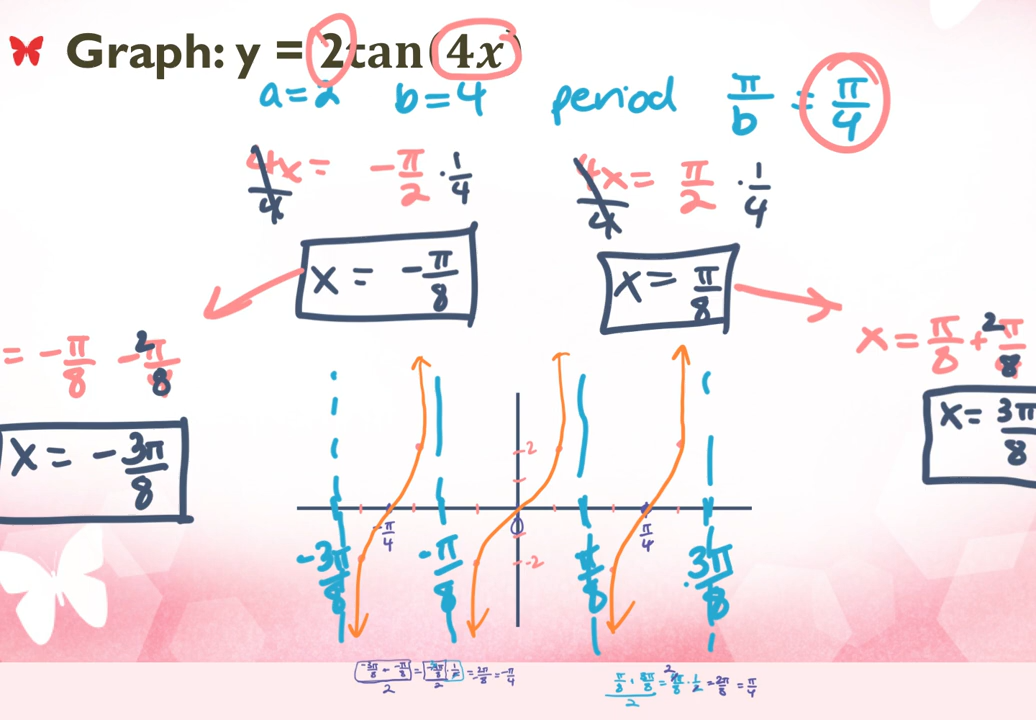 Graph: y = 2tan(4x)
a=2 b=4 period π/b = π/4
4x/4 = -π/2 · 1/4 4x/4 = π/2 · 1/4
x = -π/8 x = π/8
= -π/8 - 2π/8 x = π/8 + 2π/8
x = -3π/8 x = 3π/8
2
-π/4 0 π/4
-3π/8 -π/8 π/8 3π/8
-2